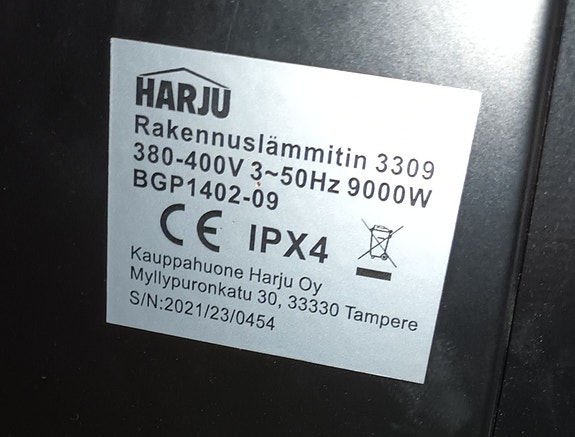 HARJU
Rakennuslämmitin 3309
380-400V 3~50Hz 9000W
BGP1402-09
CE IPX4
Kauppahuone Harju Oy
Myllypuronkatu 30, 33330 Tampere
S/N:2021/23/0454